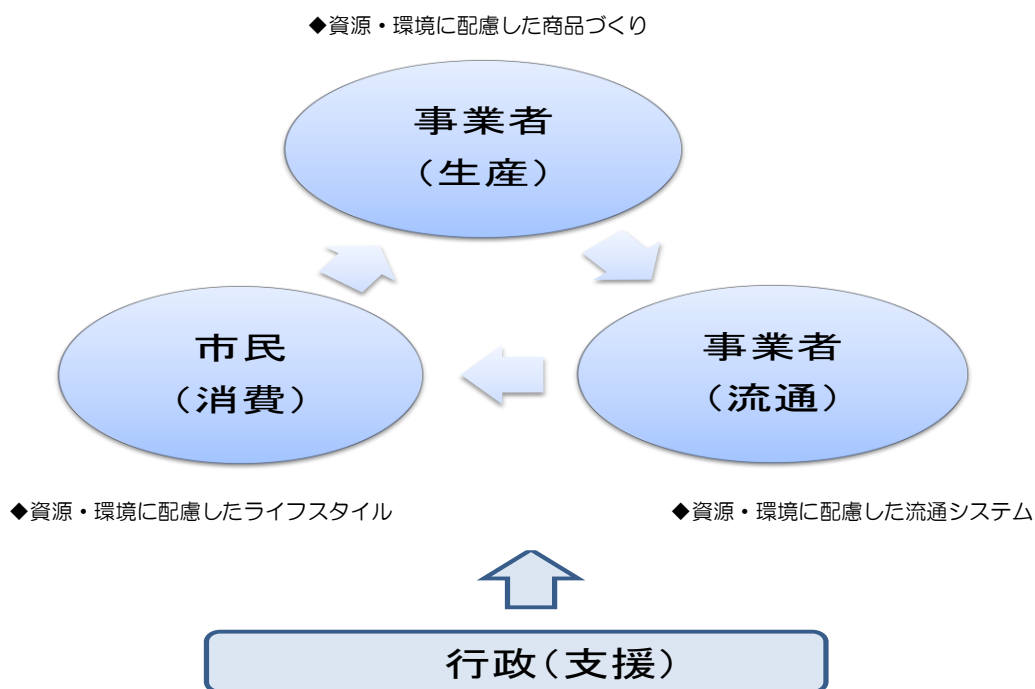 ◆資源・環境に配慮した商品づくり
事業者
（生産）
市民
（消費）
事業者
（流通）
◆資源・環境に配慮したライフスタイル
◆資源・環境に配慮した流通システム
行政（支援）